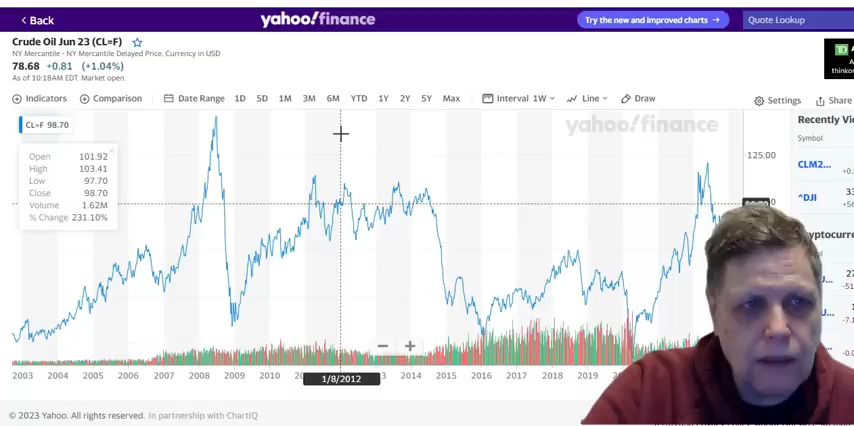 Back
yahoo!finance
Try the new and improved charts →
Quote Lookup
Crude Oil Jun 23 (CL=F)
NY Mercantile - NY Mercantile Delayed Price. Currency in USD
78.68 +0.81 (+1.04%)
As of 10:18AM EDT. Market open.
Indicators Comparison Date Range 1D 5D 1M 3M 6M YTD 1Y 2Y 5Y Max Interval 1W Line Draw Settings Share
CL=F 98.70
yahoo!finance
Open 101.92
High 103.41
Low 97.70
Close 98.70
Volume 1.62M
% Change 231.10%
125.00
Symbol
CLM2...
^DJI
2003 2004 2005 2006 2007 2008 2009 2010 2013 2014 2015 2016 2017 2018 2019
1/8/2012
© 2023 Yahoo. All rights reserved. In partnership with ChartIQ